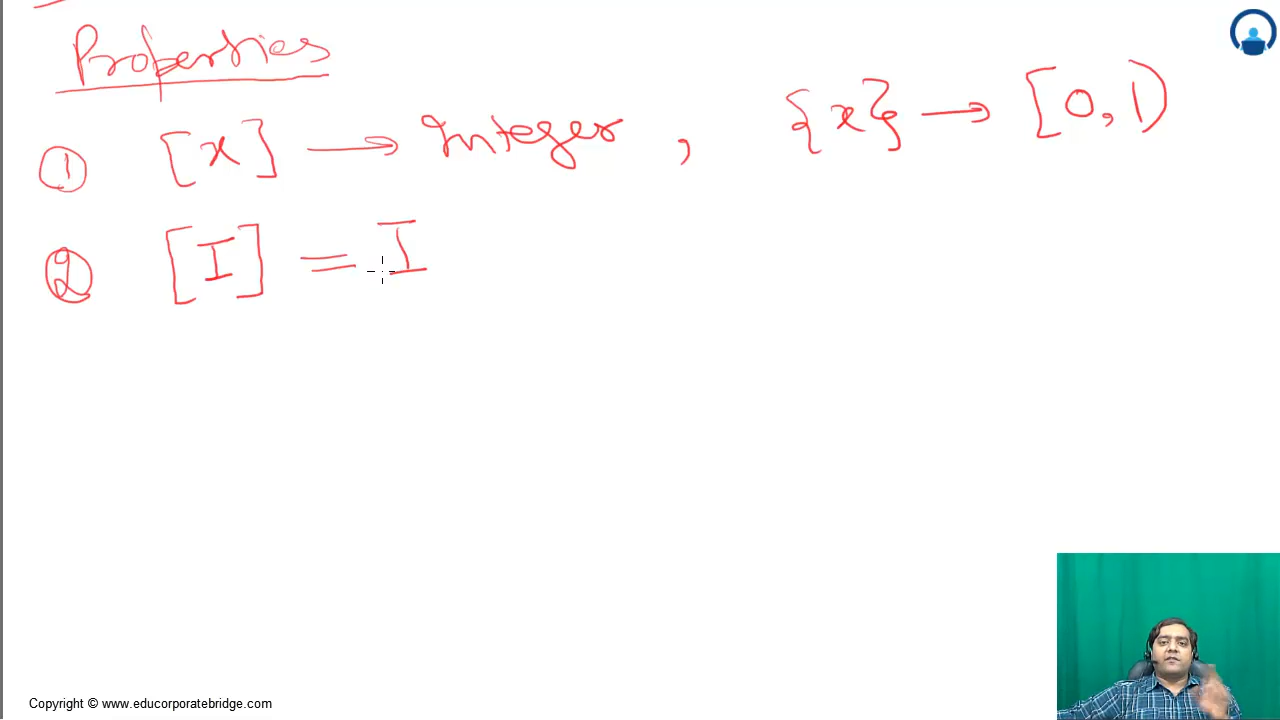 Properties
① [x] → Integer , {x} → [0,1)
② [I] = I
Copyright © www.educorporatebridge.com